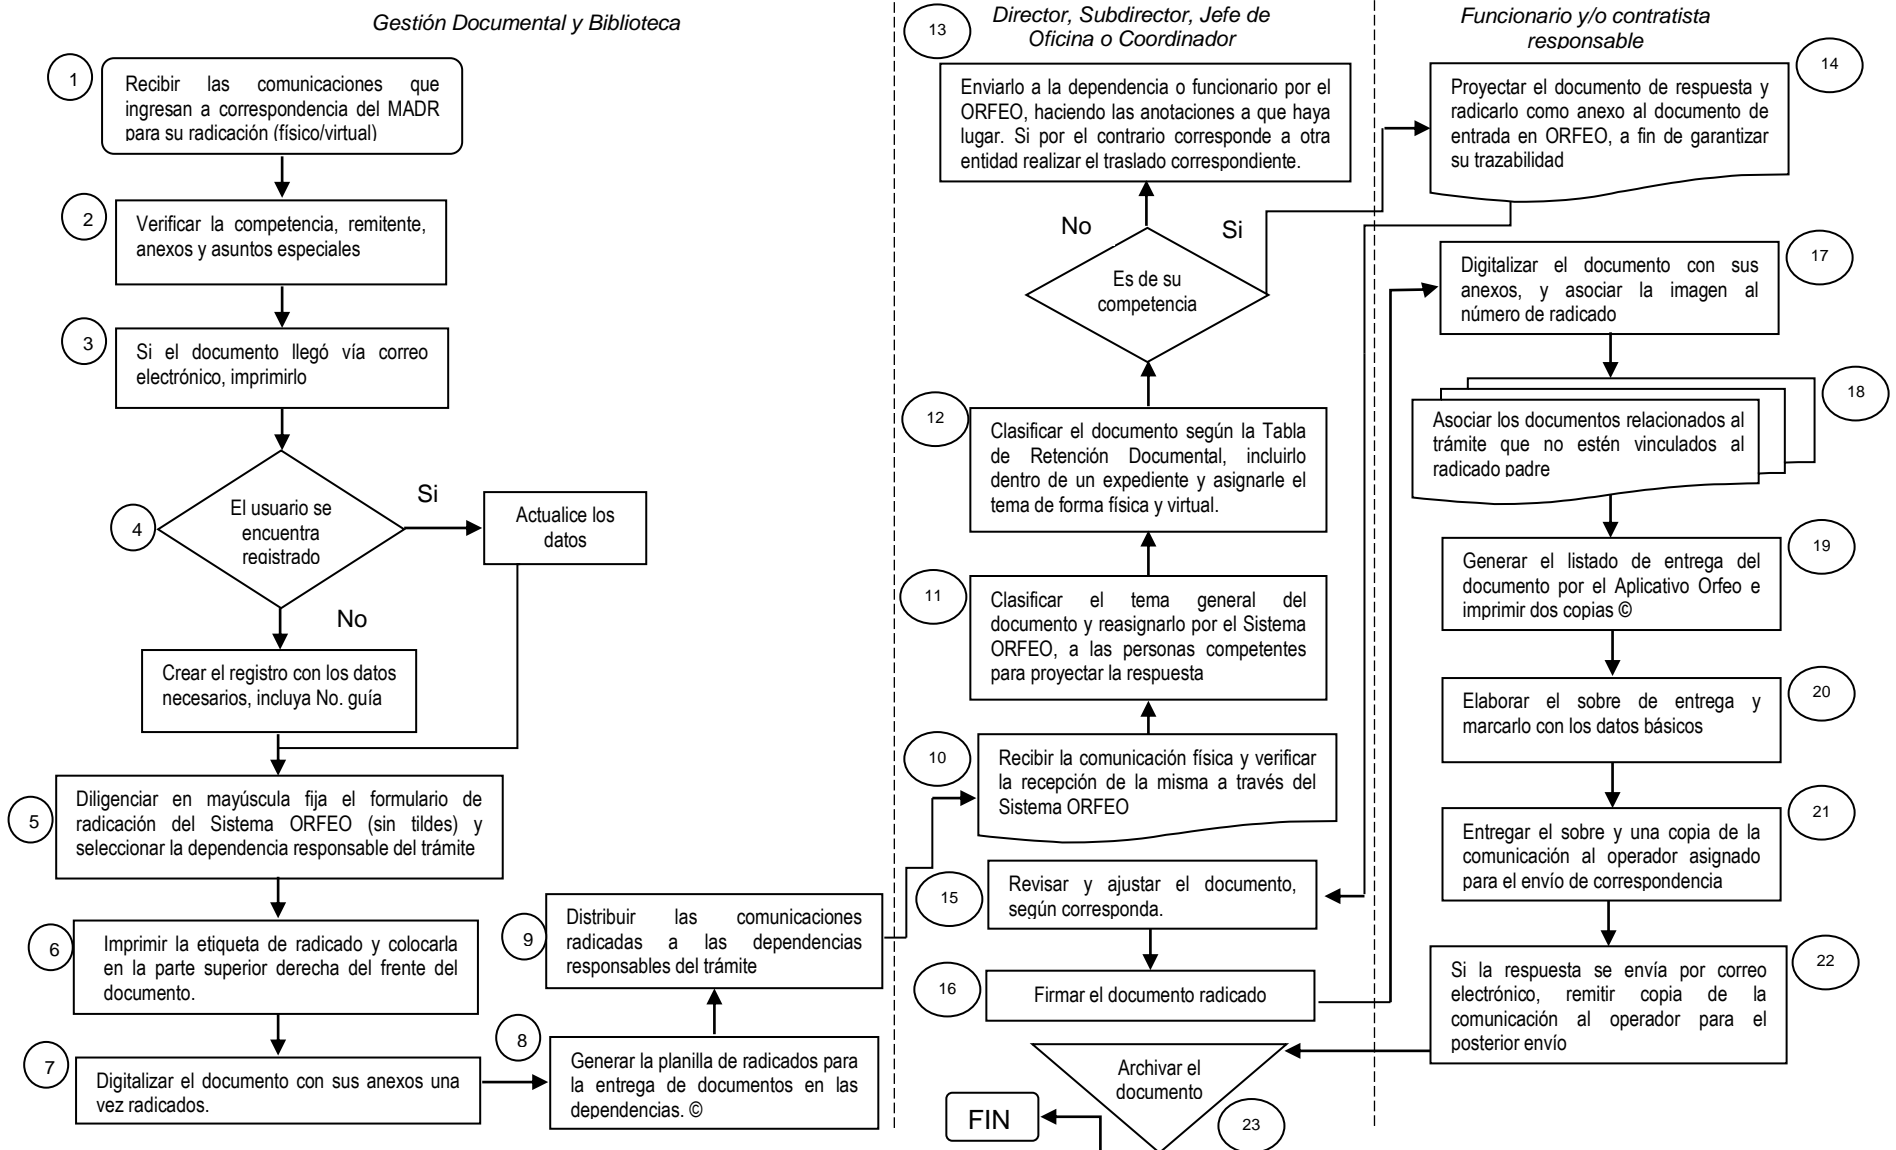 Gestión Documental y Biblioteca
1
Recibir las comunicaciones que
ingresan a correspondencia del MADR
para su radicación (físico/virtual)
2
Verificar la competencia, remitente,
anexos y asuntos especiales
3
Si el documento llegó vía correo
electrónico, imprimirlo
4
El usuario se
encuentra
registrado
Si
Actualice los
datos
No
Crear el registro con los datos
necesarios, incluya No. guía
5
Diligenciar en mayúscula fija el formulario de
radicación del Sistema ORFEO (sin tildes) y
seleccionar la dependencia responsable del trámite
6
Imprimir la etiqueta de radicado y colocarla
en la parte superior derecha del frente del
documento.
7
Digitalizar el documento con sus anexos una
vez radicados.
8
Generar la planilla de radicados para
la entrega de documentos en las
dependencias. ©
9
Distribuir las comunicaciones
radicadas a las dependencias
responsables del trámite
Director, Subdirector, Jefe de
Oficina o Coordinador
13
Enviarlo a la dependencia o funcionario por el
ORFEO, haciendo las anotaciones a que haya
lugar. Si por el contrario corresponde a otra
entidad realizar el traslado correspondiente.
No
Si
Es de su
competencia
12
Clasificar el documento según la Tabla
de Retención Documental, incluirlo
dentro de un expediente y asignarle el
tema de forma física y virtual.
11
Clasificar el tema general del
documento y reasignarlo por el Sistema
ORFEO, a las personas competentes
para proyectar la respuesta
10
Recibir la comunicación física y verificar
la recepción de la misma a través del
Sistema ORFEO
15
Revisar y ajustar el documento,
según corresponda.
16
Firmar el documento radicado
Archivar el
documento
23
FIN
Funcionario y/o contratista
responsable
14
Proyectar el documento de respuesta y
radicarlo como anexo al documento de
entrada en ORFEO, a fin de garantizar
su trazabilidad
17
Digitalizar el documento con sus
anexos, y asociar la imagen al
número de radicado
18
Asociar los documentos relacionados al
trámite que no estén vinculados al
radicado padre
19
Generar el listado de entrega del
documento por el Aplicativo Orfeo e
imprimir dos copias ©
20
Elaborar el sobre de entrega y
marcarlo con los datos básicos
21
Entregar el sobre y una copia de la
comunicación al operador asignado
para el envío de correspondencia
22
Si la respuesta se envía por correo
electrónico, remitir copia de la
comunicación al operador para el
posterior envío